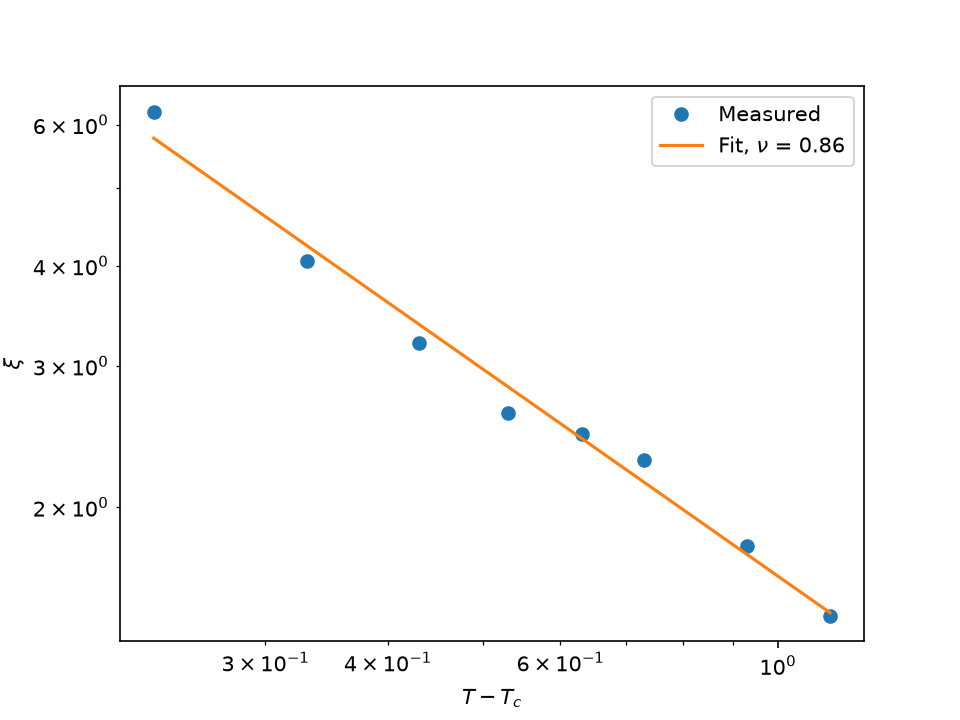 Measured
Fit, ν = 0.86
6 × 10⁰
4 × 10⁰
3 × 10⁰
2 × 10⁰
ξ
3 × 10⁻¹
4 × 10⁻¹
6 × 10⁻¹
10⁰
T − T_c